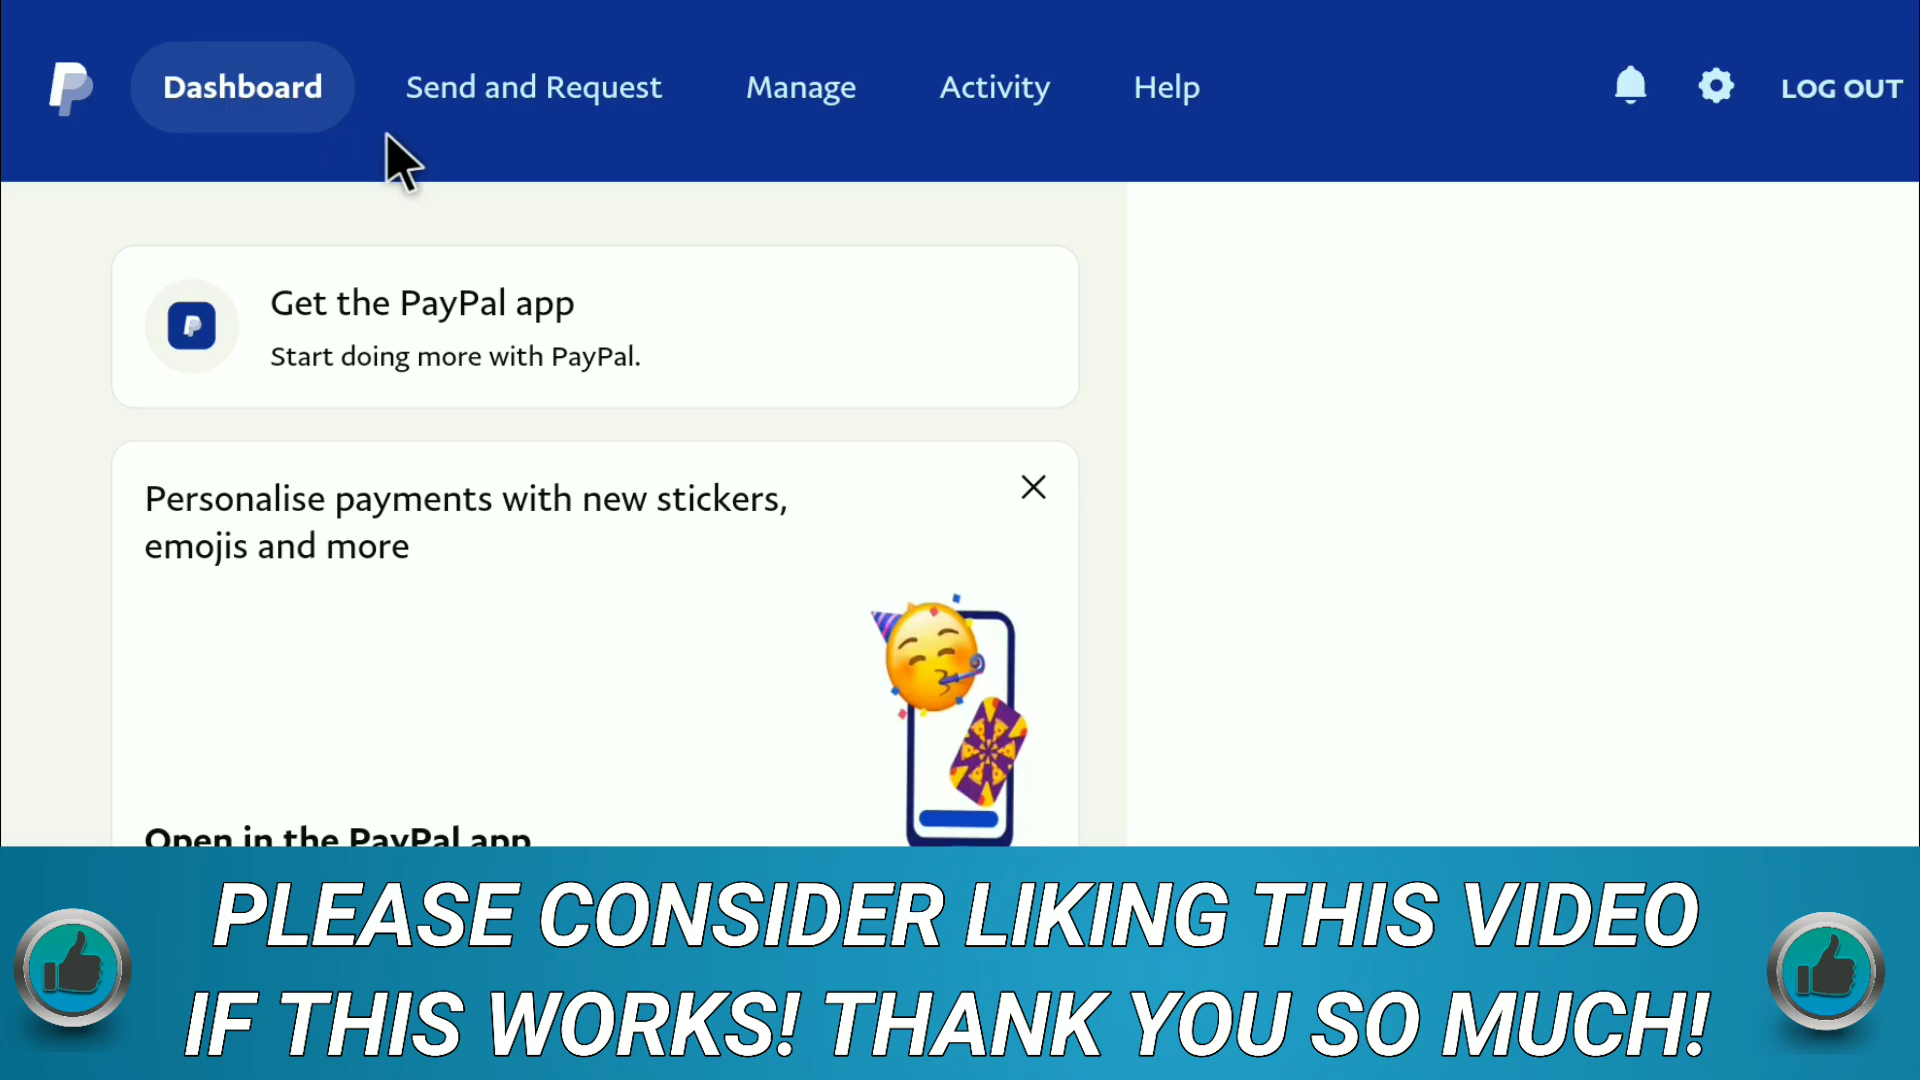 Dashboard Send and Request Manage Activity Help LOG OUT
Get the PayPal app
Start doing more with PayPal.
Personalise payments with new stickers,
emojis and more
Open in the PayPal app
PLEASE CONSIDER LIKING THIS VIDEO
IF THIS WORKS! THANK YOU SO MUCH!